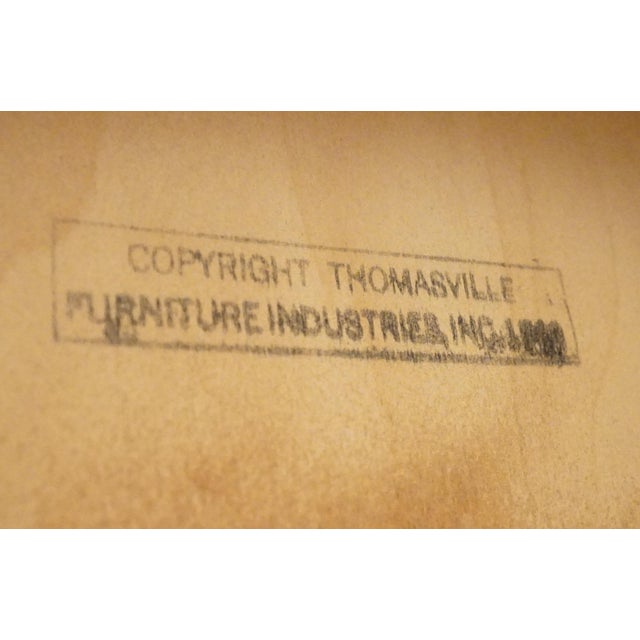 COPYRIGHT THOMASVILLE
FURNITURE INDUSTRIES, INC.